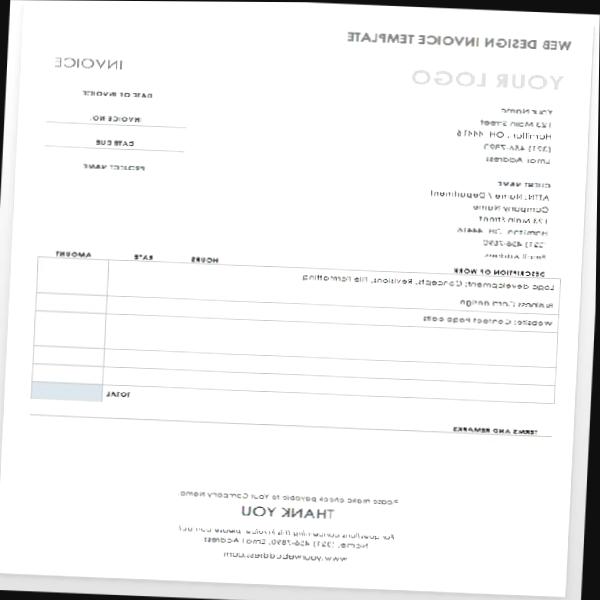 WEB DESIGN INVOICE TEMPLATE
YOUR LOGO
INVOICE
Your Name
123 Main Street
Hamilton, OH 44416
(321) 456-7890
Email Address
DATE OF INVOICE
INVOICE NO.
DATE DUE
PROJECT NAME
CLIENT NAME
ATTN: Name / Department
Company Name
123 Main Street
Hamilton, OH 44416
(321) 456-7890
Email Address
DESCRIPTION OF WORK HOURS RATE AMOUNT
Logo development: Concepts, Revisions, File Formatting
Business Card design
Website: Contact Page edits
TOTAL
TERMS AND REMARKS
Please make check payable to Your Company Name.
THANK YOU
For questions concerning this invoice, please contact
Name, (321) 456-7890, Email Address
www.yourwebaddress.com